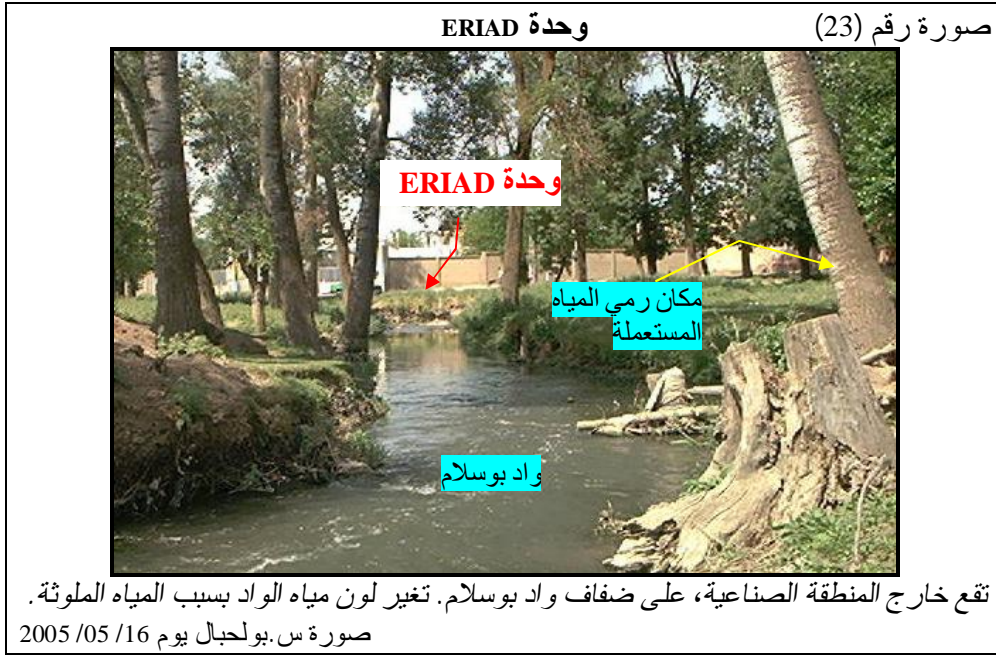 صورة رقم (23) وحدة ERIAD
وحدة ERIAD
مكان رمي المياه
المستعملة
واد بوسلام
تقع خارج المنطقة الصناعية، على ضفاف واد بوسلام. تغير لون مياه الواد بسبب المياه الملوثة.
صورة س.بولحبال يوم 16/ 05/ 2005